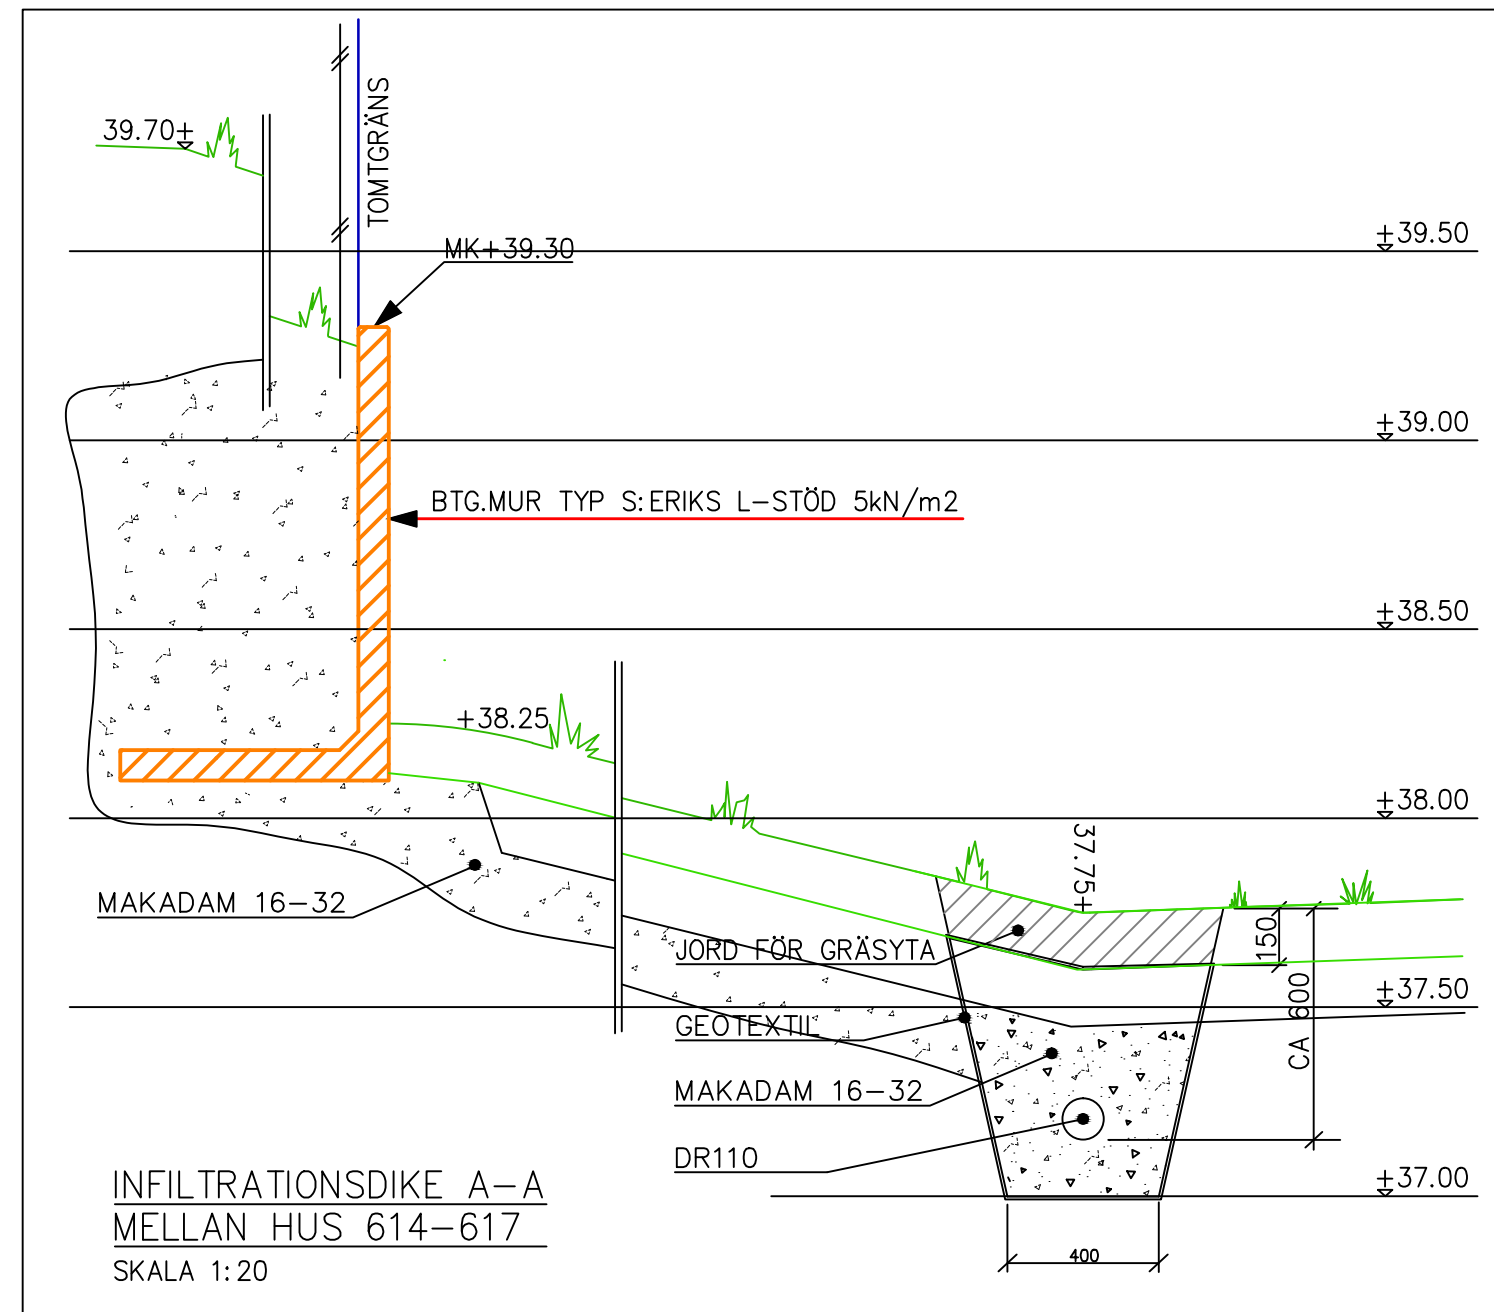 39.70±
TOMTGRÄNS
MK+39.30
+39.50
+39.00
BTG.MUR TYP S:ERIKS L-STÖD 5kN/m2
+38.50
+38.25
+38.00
37.75+
MAKADAM 16-32
JORD FÖR GRÄSYTA
150
+37.50
GEOTEXTIL
CA 600
MAKADAM 16-32
DR110
+37.00
INFILTRATIONSDIKE A-A
MELLAN HUS 614-617
SKALA 1:20
400